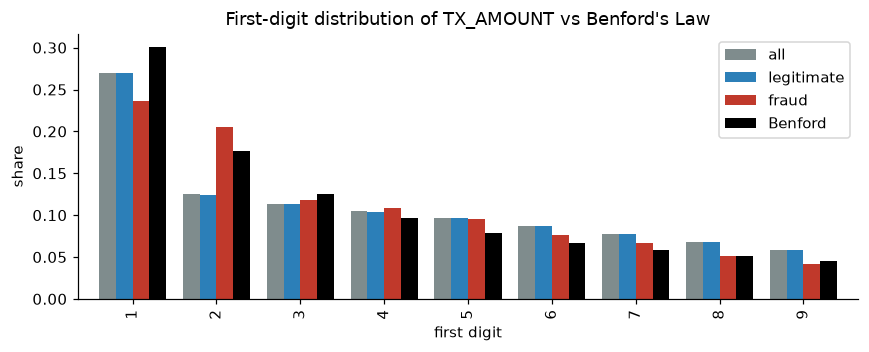 First-digit distribution of TX_AMOUNT vs Benford's Law
all
legitimate
fraud
Benford
share
0.30
0.25
0.20
0.15
0.10
0.05
0.00
1 2 3 4 5 6 7 8 9
first digit